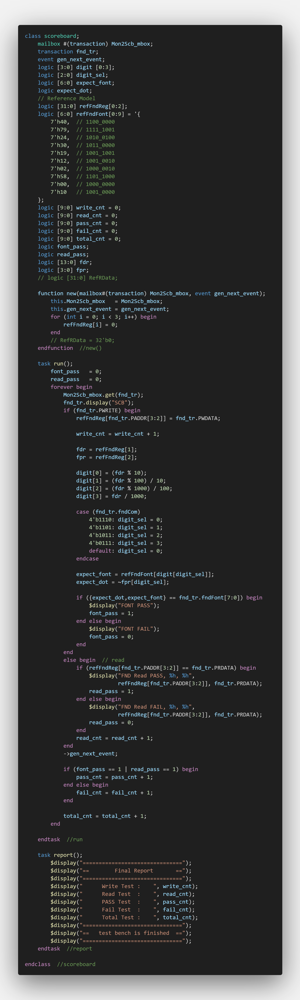 class scoreboard;
    mailbox #(transaction) Mon2Scb_mbox;
    transaction fnd_tr;
    event gen_next_event;
    logic [3:0] digit [0:3];
    logic [2:0] digit_sel;
    logic [6:0] expect_font;
    logic expect_dot;
    // Reference Model
    logic [31:0] refFndReg[0:2];
    logic [6:0] refFndFont[0:9] = '{
        7'h40,  // 1100_0000
        7'h79,  // 1111_1001
        7'h24,  // 1010_0100
        7'h30,  // 1011_0000
        7'h19,  // 1001_1001
        7'h12,  // 1001_0010
        7'h02,  // 1000_0010
        7'h58,  // 1101_1000
        7'h00,  // 1000_0000
        7'h10   // 1001_0000
    };
    logic [9:0] write_cnt = 0;
    logic [9:0] read_cnt = 0;
    logic [9:0] pass_cnt = 0;
    logic [9:0] fail_cnt = 0;
    logic [9:0] total_cnt = 0;
    logic font_pass;
    logic read_pass;
    logic [13:0] fdr;
    logic [3:0] fpr;
    // logic [31:0] RefRData;

    function new(mailbox#(transaction) Mon2Scb_mbox, event gen_next_event);
        this.Mon2Scb_mbox   = Mon2Scb_mbox;
        this.gen_next_event = gen_next_event;
        for (int i = 0; i < 3; i++) begin
            refFndReg[i] = 0;
        end
        // RefRData = 32'b0;
    endfunction  //new()

    task run();
        font_pass   = 0;
        read_pass   = 0;
        forever begin
            Mon2Scb_mbox.get(fnd_tr);
            fnd_tr.display("SCB");
            if (fnd_tr.PWRITE) begin
                refFndReg[fnd_tr.PADDR[3:2]] = fnd_tr.PWDATA;

                write_cnt = write_cnt + 1;

                fdr = refFndReg[1];
                fpr = refFndReg[2];

                digit[0] = (fdr % 10);
                digit[1] = (fdr % 100) / 10;
                digit[2] = (fdr % 1000) / 100;
                digit[3] = fdr / 1000;

                case (fnd_tr.fndCom)
                    4'b1110: digit_sel = 0;
                    4'b1101: digit_sel = 1;
                    4'b1011: digit_sel = 2;
                    4'b0111: digit_sel = 3;
                    default: digit_sel = 0;
                endcase

                expect_font = refFndFont[digit[digit_sel]];
                expect_dot = ~fpr[digit_sel];

                if ({expect_dot,expect_font} == fnd_tr.fndFont[7:0]) begin
                    $display("FONT PASS");
                    font_pass = 1;
                end else begin
                    $display("FONT FAIL");
                    font_pass = 0;
                end
            end
            else begin  // read
                if (refFndReg[fnd_tr.PADDR[3:2]] == fnd_tr.PRDATA) begin
                    $display("FND Read PASS, %h, %h",
                             refFndReg[fnd_tr.PADDR[3:2]], fnd_tr.PRDATA);
                    read_pass = 1;
                end else begin
                    $display("FND Read FAIL, %h, %h",
                             refFndReg[fnd_tr.PADDR[3:2]], fnd_tr.PRDATA);
                    read_pass = 0;
                end
                read_cnt = read_cnt + 1;
            end
            ->gen_next_event;

            if (font_pass == 1 | read_pass == 1) begin
                pass_cnt = pass_cnt + 1;
            end else begin
                fail_cnt = fail_cnt + 1;
            end

            total_cnt = total_cnt + 1;
        end

    endtask  //run

    task report();
        $display("===============================");
        $display("==        Final Report       ==");
        $display("===============================");
        $display("      Write Test :    ", write_cnt);
        $display("      Read Test  :    ", read_cnt);
        $display("      PASS Test  :    ", pass_cnt);
        $display("      Fail Test  :    ", fail_cnt);
        $display("      Total Test :    ", total_cnt);
        $display("===============================");
        $display("==   test bench is finished  ==");
        $display("===============================");
    endtask  //report

endclass  //scoreboard